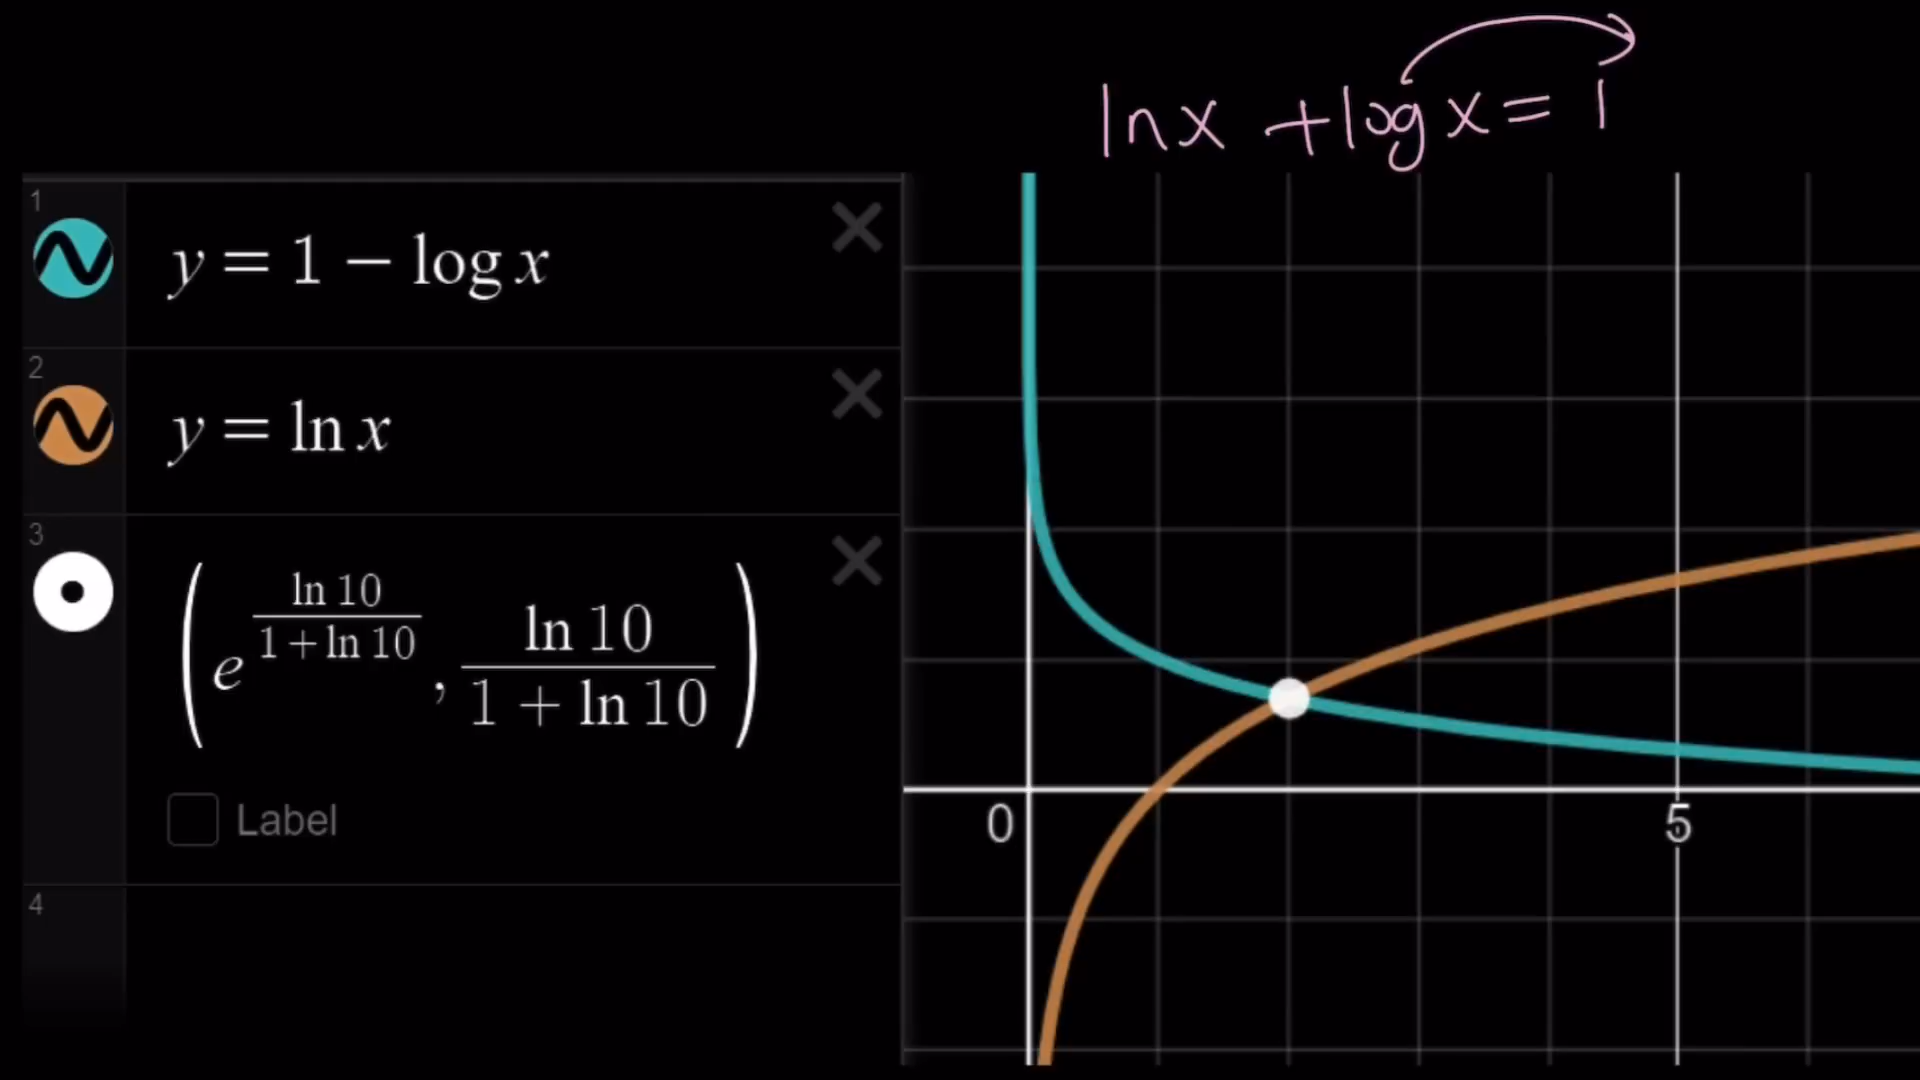 ln x + log x = 1
1
y = 1 − log x
2
y = ln x
3
(e^(ln 10 / (1 + ln 10)), ln 10 / (1 + ln 10))
Label
4
0
5